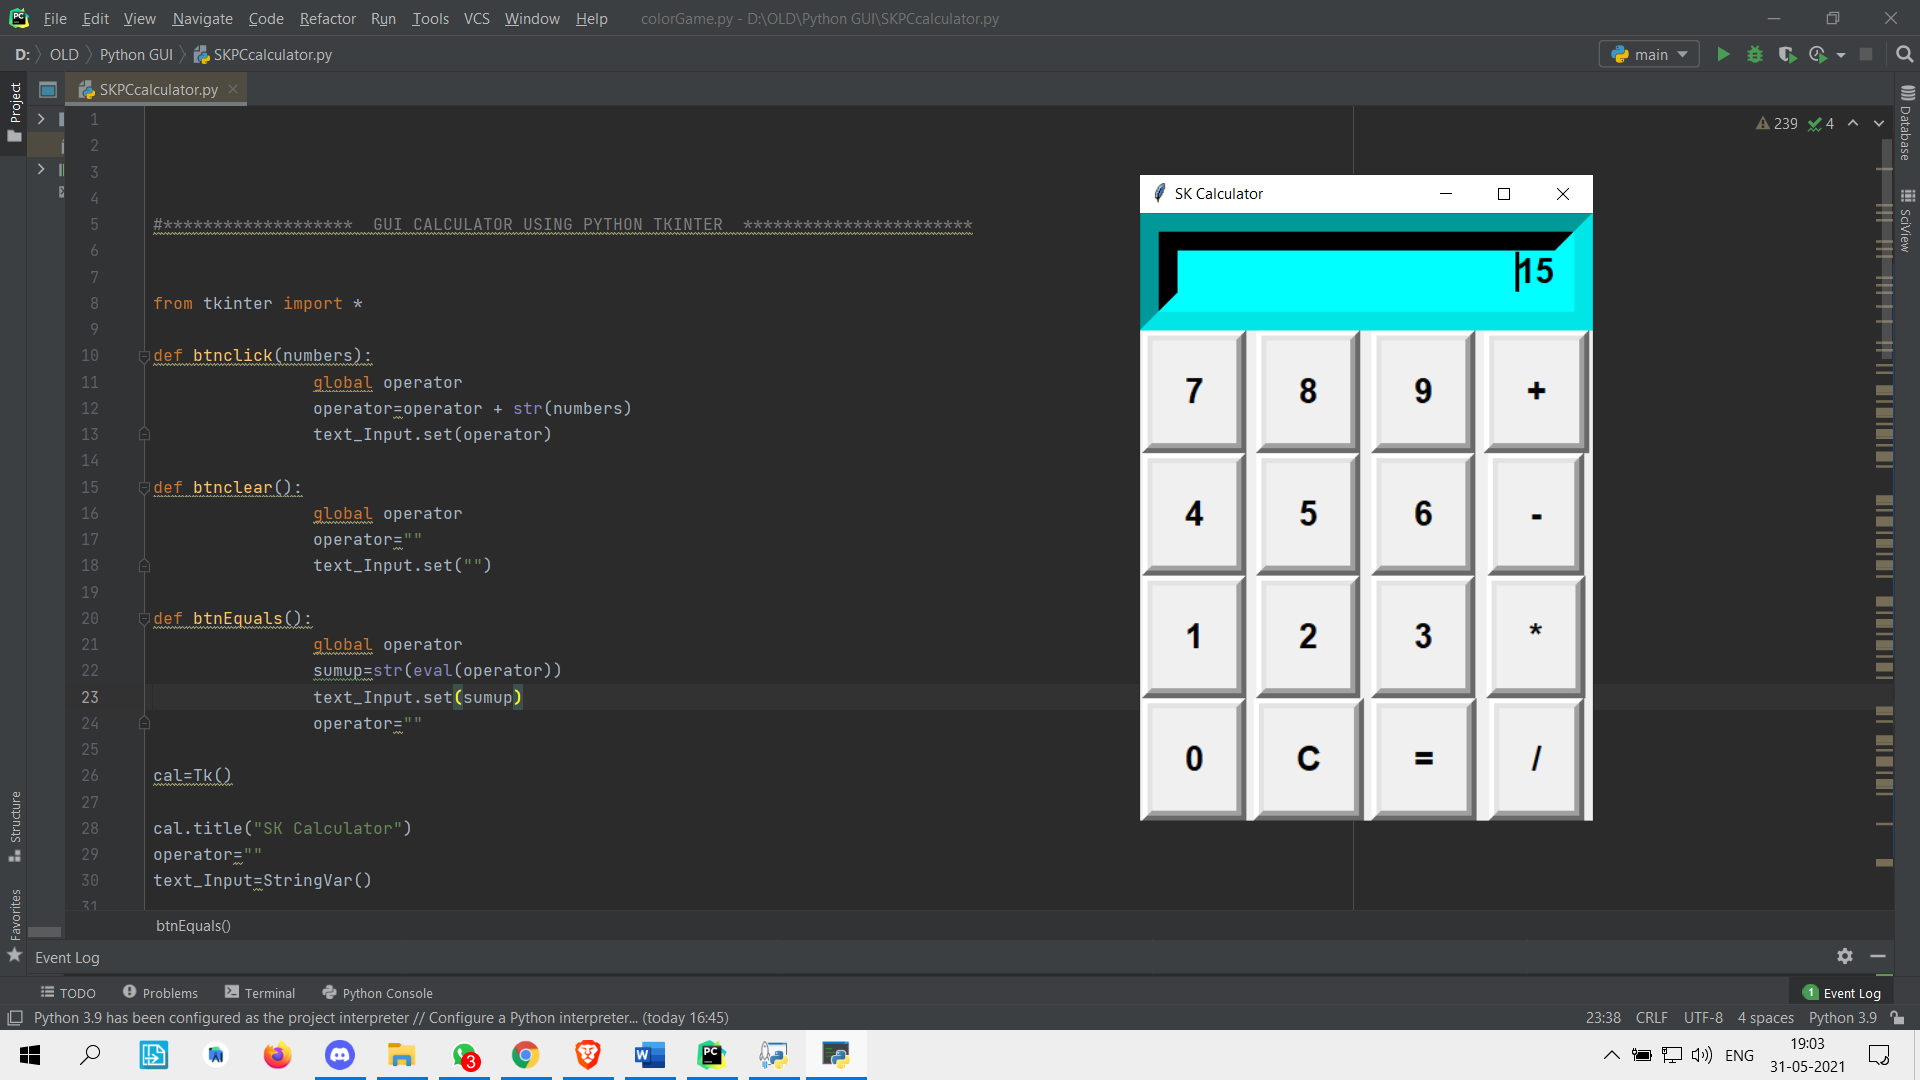 File Edit View Navigate Code Refactor Run Tools VCS Window Help colorGame.py - D:\OLD\Python GUI\SKPCcalculator.py
D: OLD Python GUI SKPCcalculator.py
main
Project
SKPCcalculator.py
239 4
Database
SciView
1
2
3
4
5 #******************* GUI CALCULATOR USING PYTHON TKINTER ***********************
6
7
8 from tkinter import *
9
10 def btnclick(numbers):
11 global operator
12 operator=operator + str(numbers)
13 text_Input.set(operator)
14
15 def btnclear():
16 global operator
17 operator=""
18 text_Input.set("")
19
20 def btnEquals():
21 global operator
22 sumup=str(eval(operator))
23 text_Input.set(sumup)
24 operator=""
25
26 cal=Tk()
27
28 cal.title("SK Calculator")
29 operator=""
30 text_Input=StringVar()
31
SK Calculator
15
7 8 9 +
4 5 6 -
1 2 3 *
0 C = /
Structure
Favorites
btnEquals()
Event Log
TODO Problems Terminal Python Console
1 Event Log
Python 3.9 has been configured as the project interpreter // Configure a Python interpreter... (today 16:45)
23:38 CRLF UTF-8 4 spaces Python 3.9
3
W
PC
ENG
19:03
31-05-2021